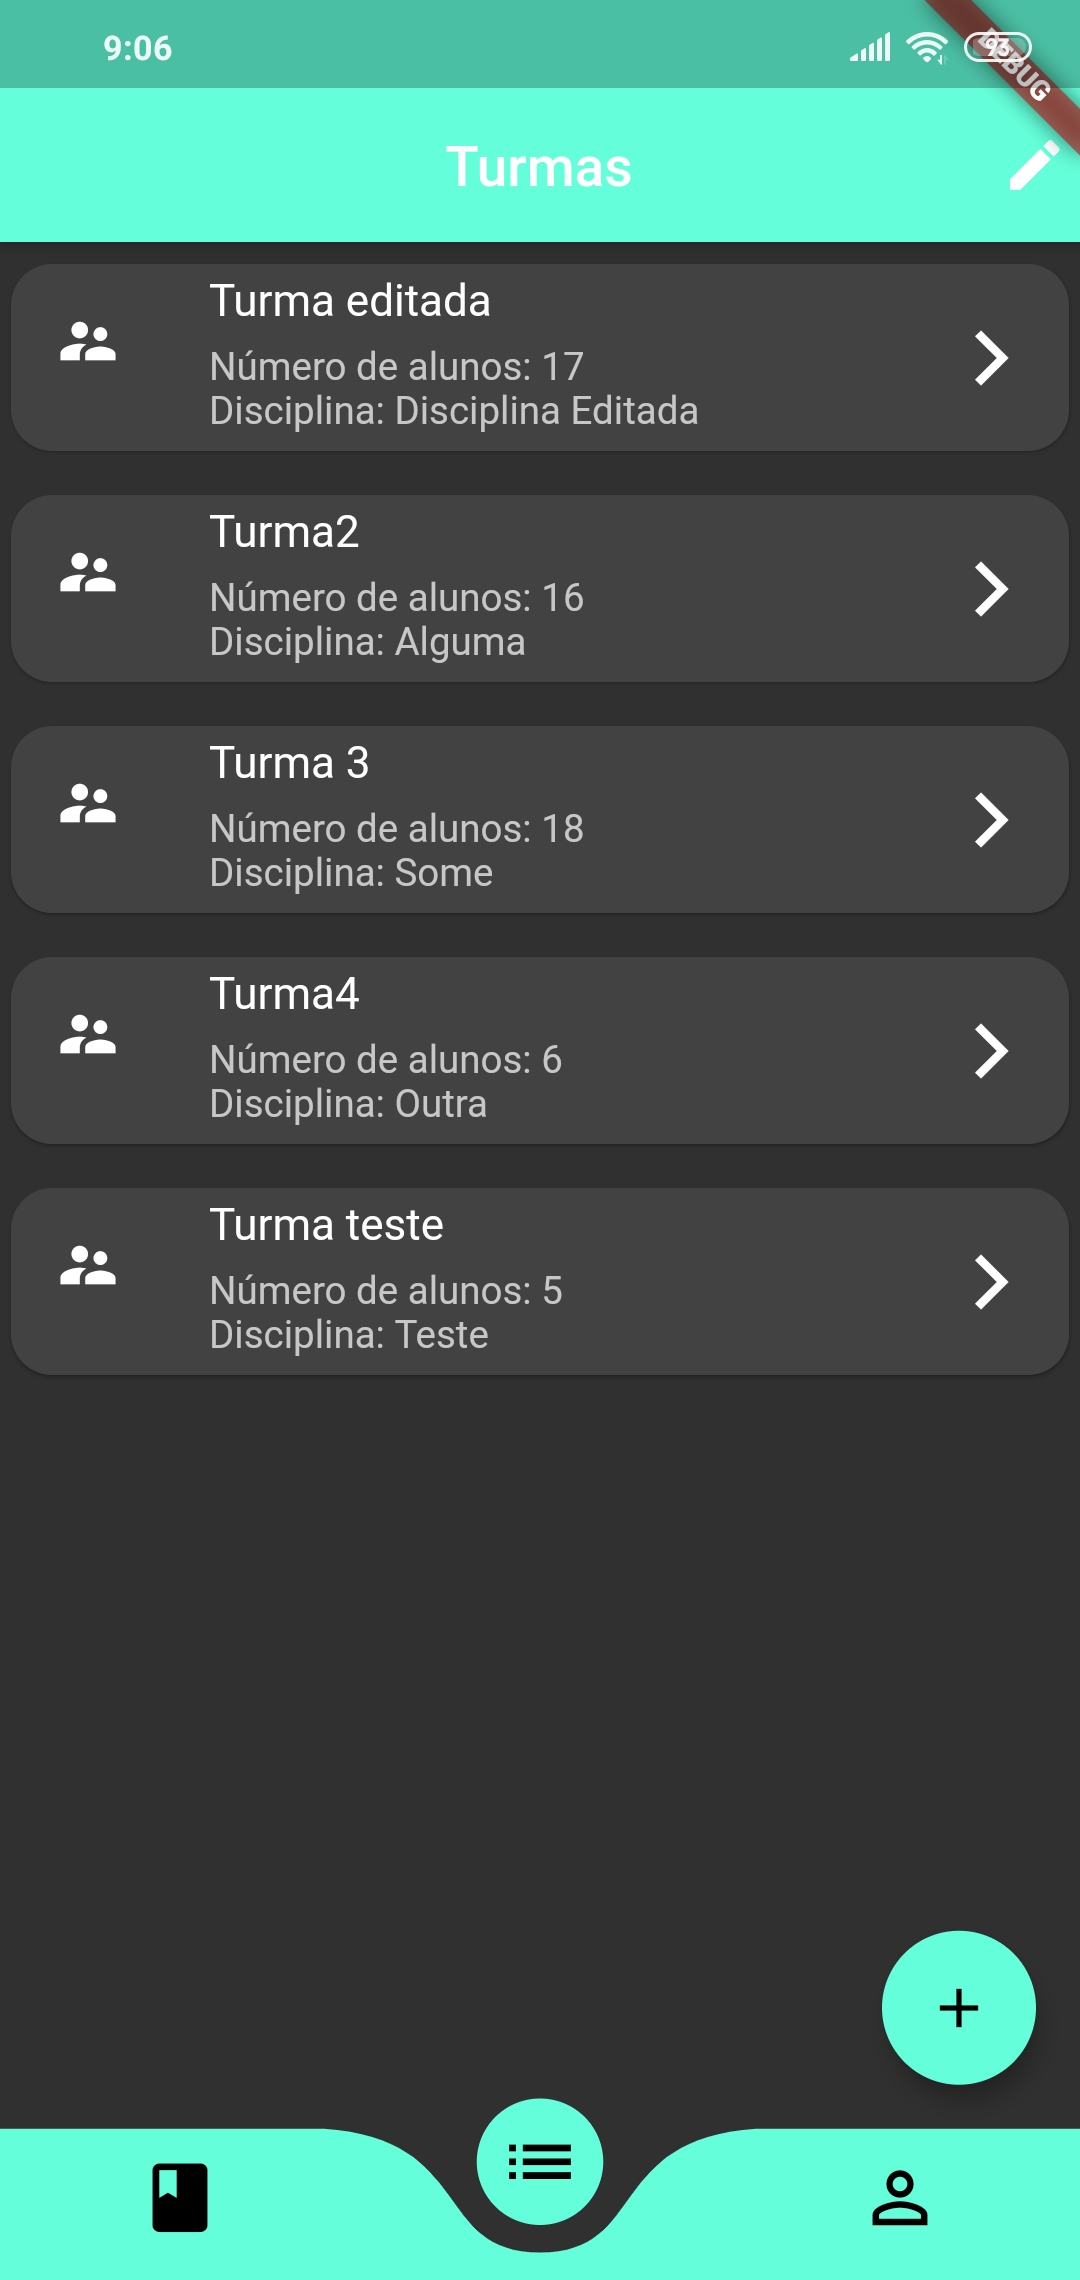 9:06
93
DEBUG
Turmas
Turma editada
Número de alunos: 17
Disciplina: Disciplina Editada
Turma2
Número de alunos: 16
Disciplina: Alguma
Turma 3
Número de alunos: 18
Disciplina: Some
Turma4
Número de alunos: 6
Disciplina: Outra
Turma teste
Número de alunos: 5
Disciplina: Teste